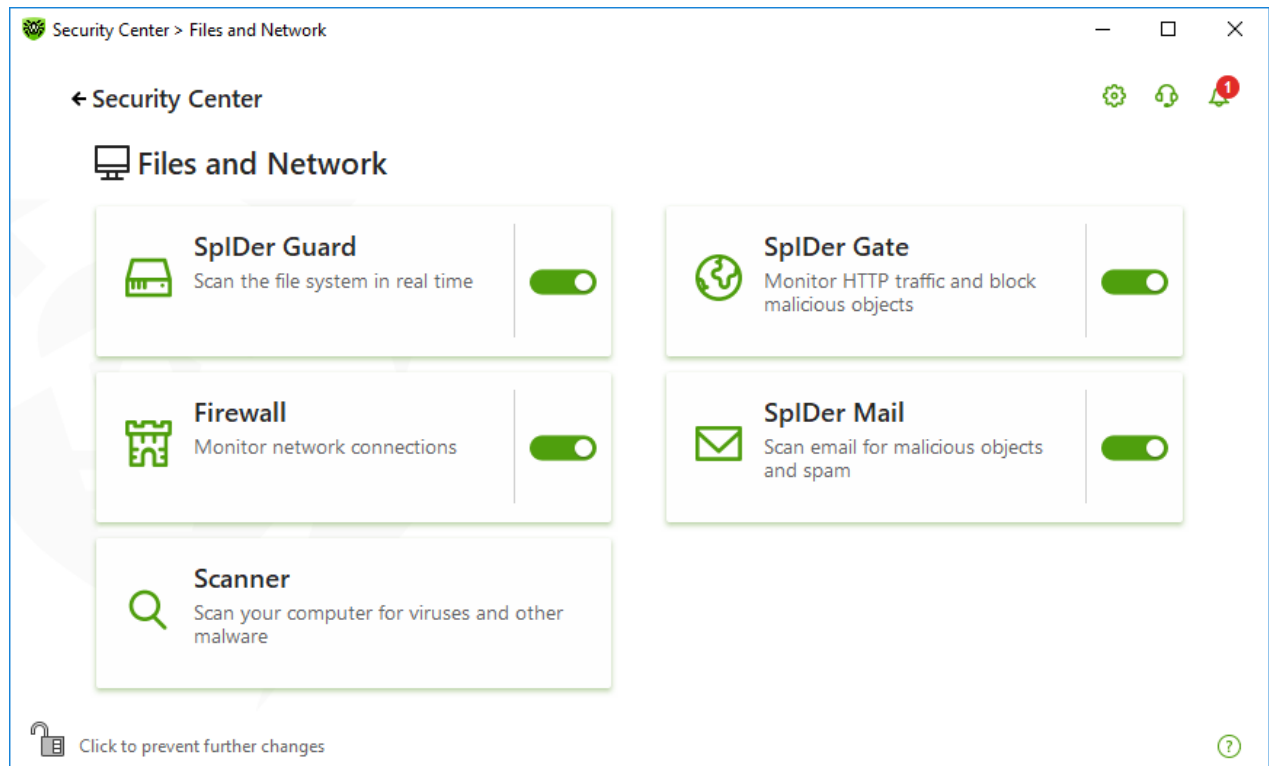 Security Center > Files and Network
← Security Center
1
Files and Network
SpIDer Guard
Scan the file system in real time
SpIDer Gate
Monitor HTTP traffic and block
malicious objects
Firewall
Monitor network connections
SpIDer Mail
Scan email for malicious objects
and spam
Scanner
Scan your computer for viruses and other
malware
Click to prevent further changes
?